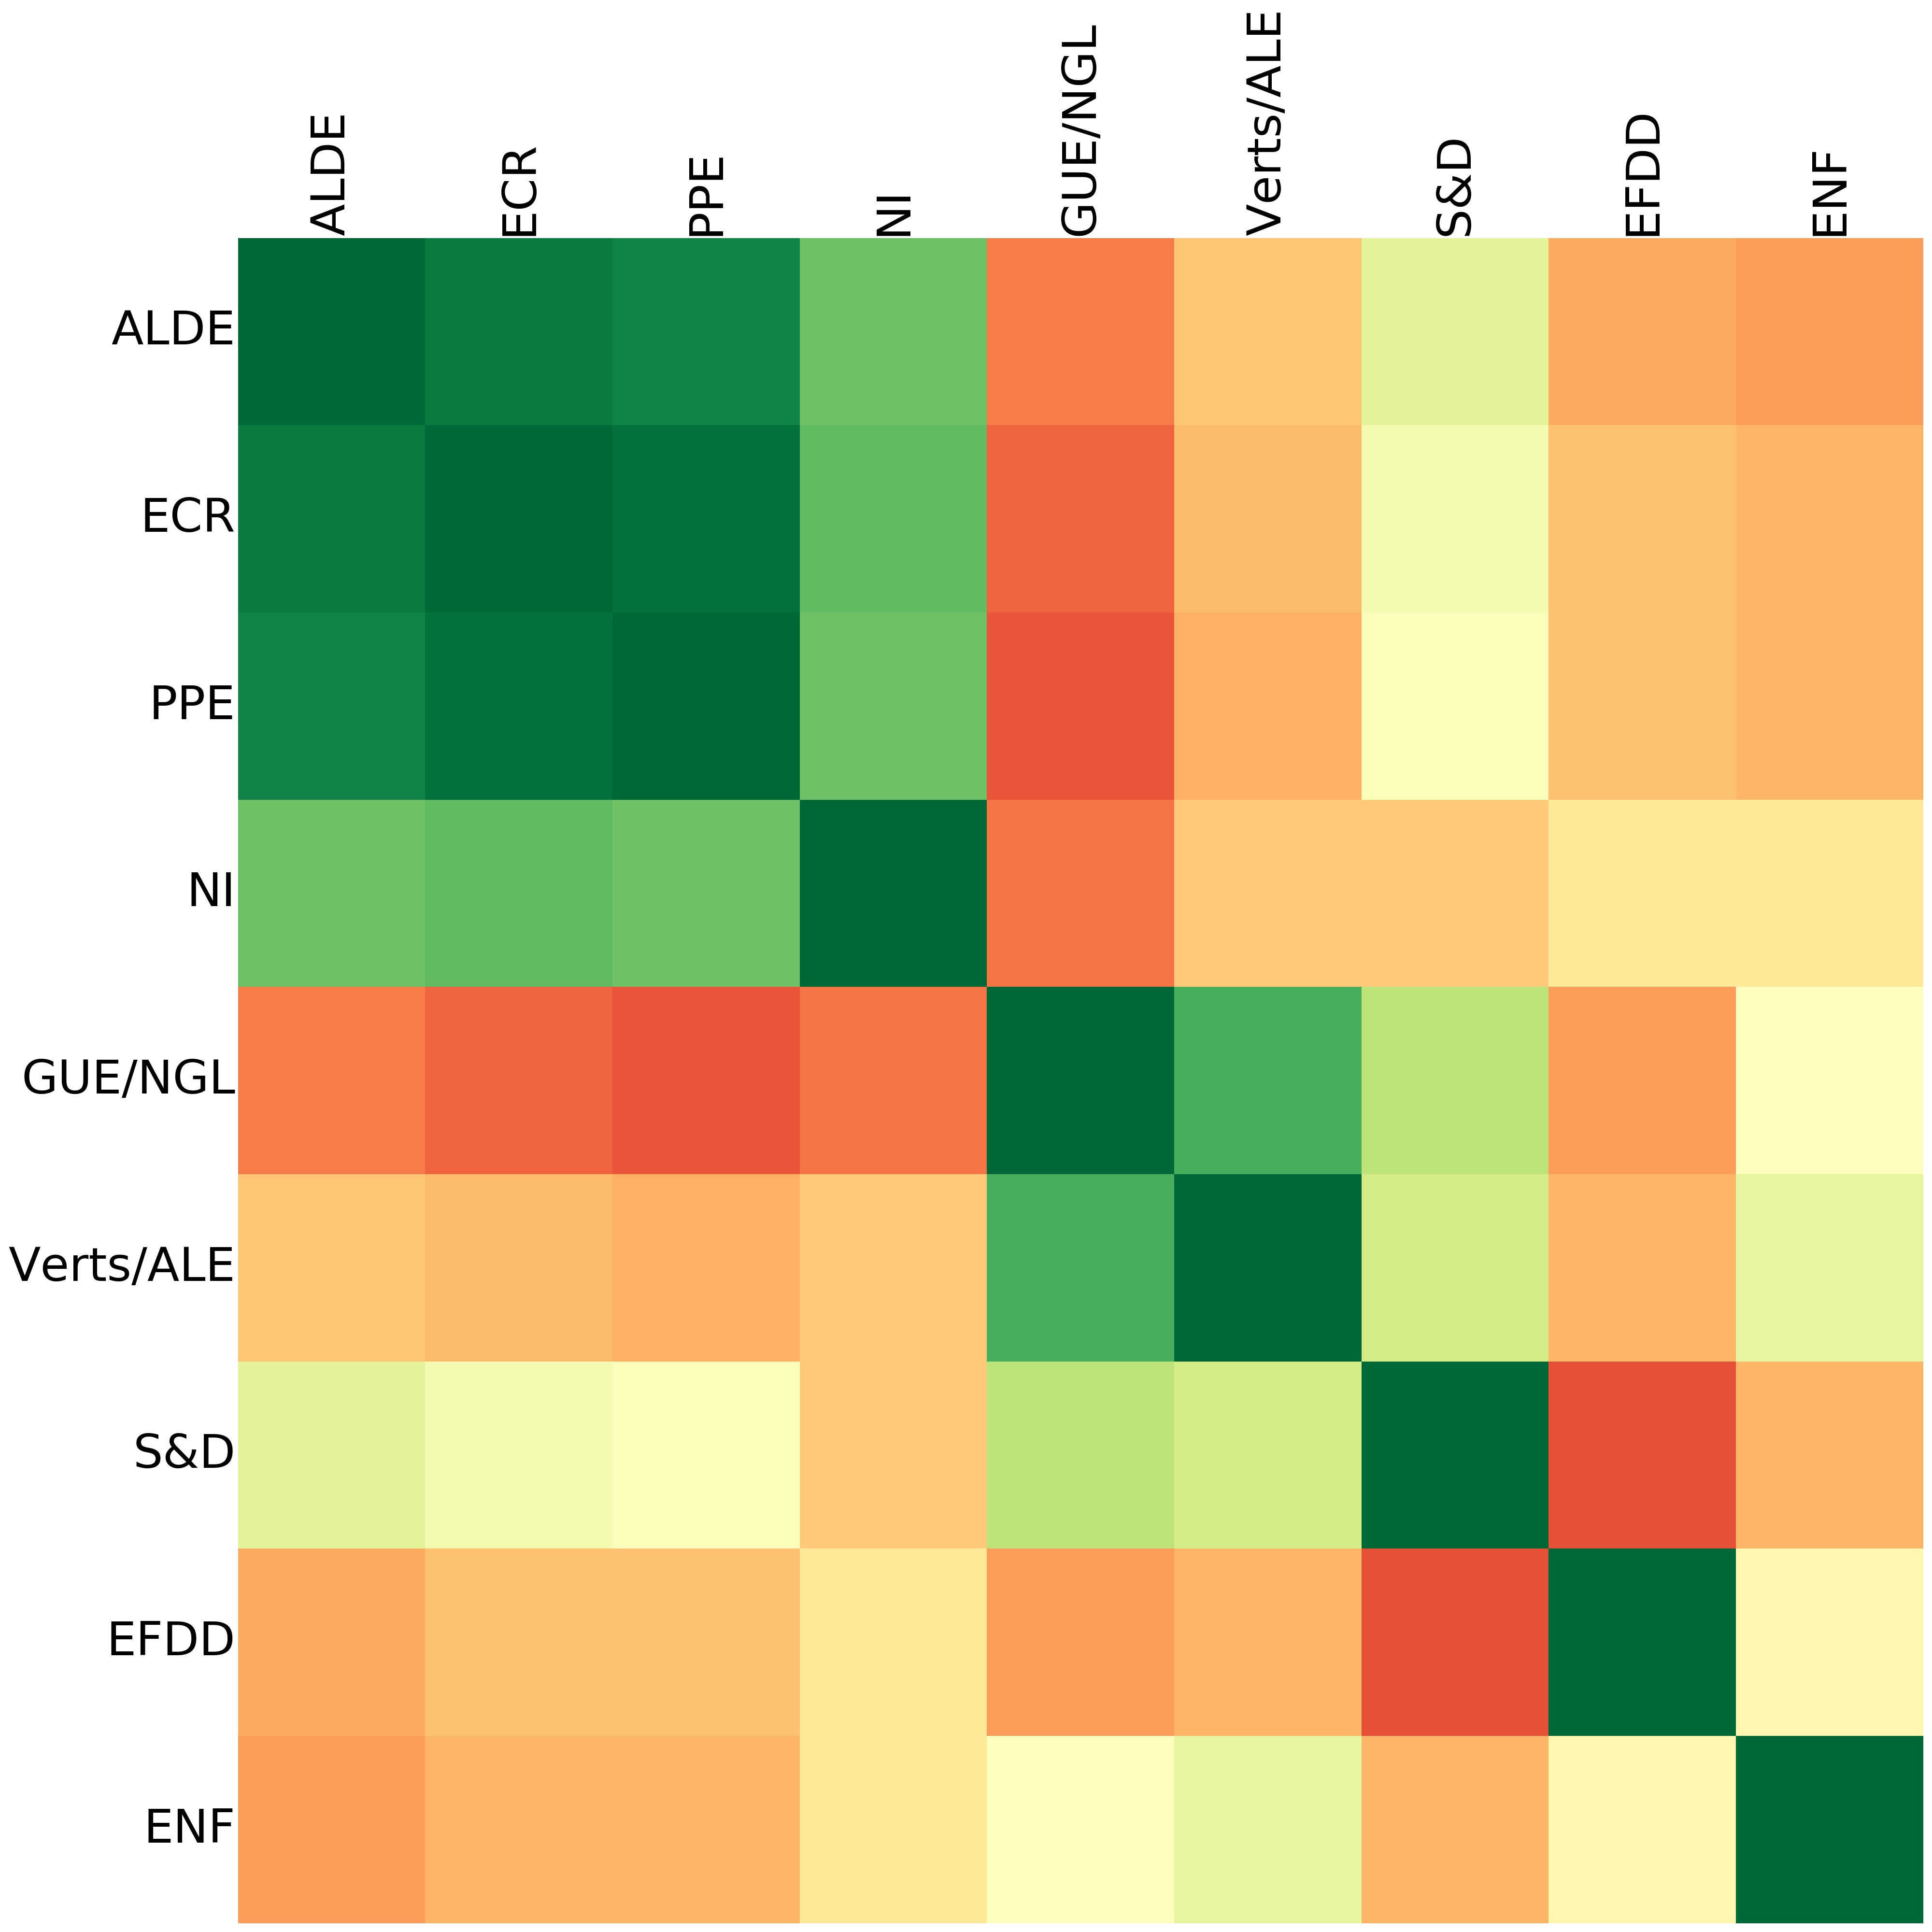 ALDE
ECR
PPE
NI
GUE/NGL
Verts/ALE
S&D
EFDD
ENF
ALDE
ECR
PPE
NI
GUE/NGL
Verts/ALE
S&D
EFDD
ENF